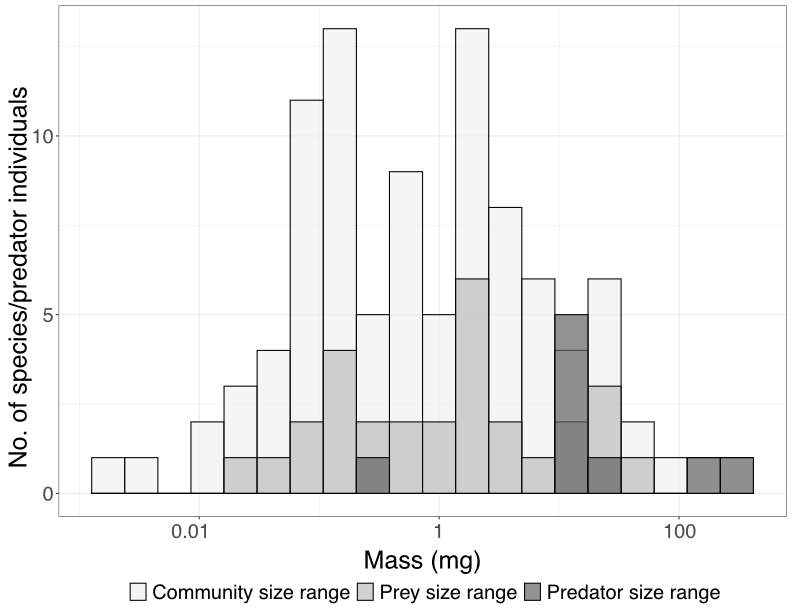 No. of species/predator individuals
10
5
0
0.01 1 100
Mass (mg)
Community size range Prey size range Predator size range